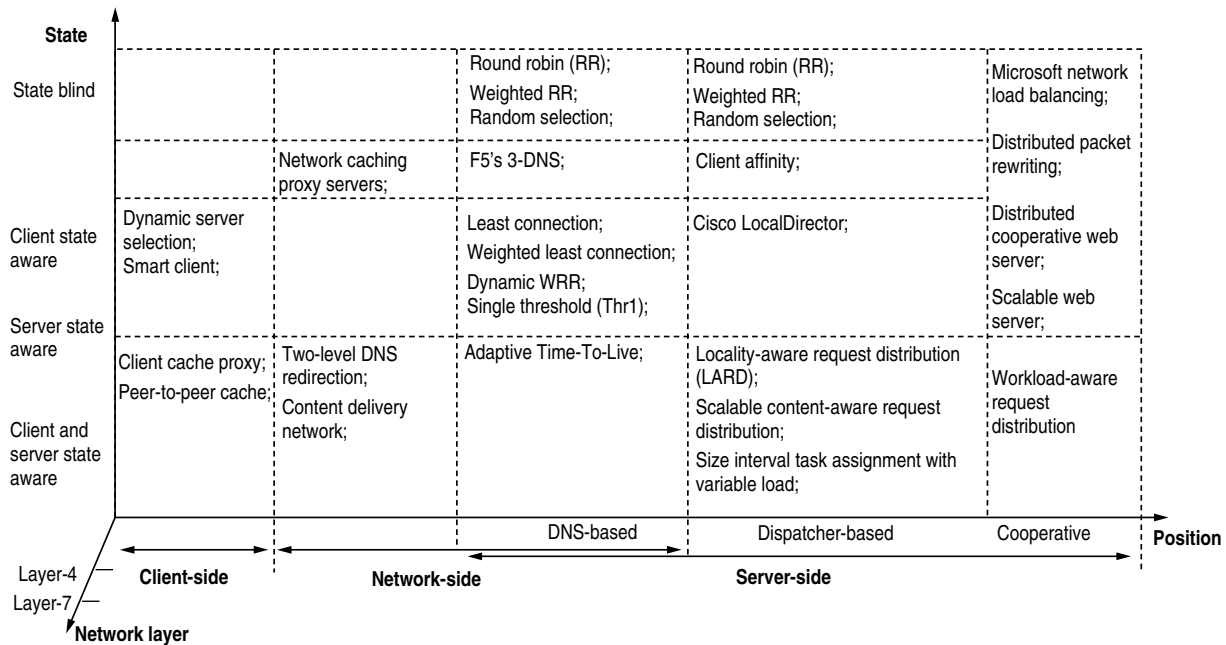 State
State blind
Client state
aware
Server state
aware
Client and
server state
aware
Dynamic server
selection;
Smart client;
Client cache proxy;
Peer-to-peer cache;
Network caching
proxy servers;
Two-level DNS
redirection;
Content delivery
network;
Round robin (RR);
Weighted RR;
Random selection;
F5's 3-DNS;
Least connection;
Weighted least connection;
Dynamic WRR;
Single threshold (Thr1);
Adaptive Time-To-Live;
Round robin (RR);
Weighted RR;
Random selection;
Client affinity;
Cisco LocalDirector;
Locality-aware request distribution
(LARD);
Scalable content-aware request
distribution;
Size interval task assignment with
variable load;
Microsoft network
load balancing;
Distributed packet
rewriting;
Distributed
cooperative web
server;
Scalable web
server;
Workload-aware
request
distribution
DNS-based
Dispatcher-based
Cooperative
Position
Client-side
Network-side
Server-side
Layer-4
Layer-7
Network layer